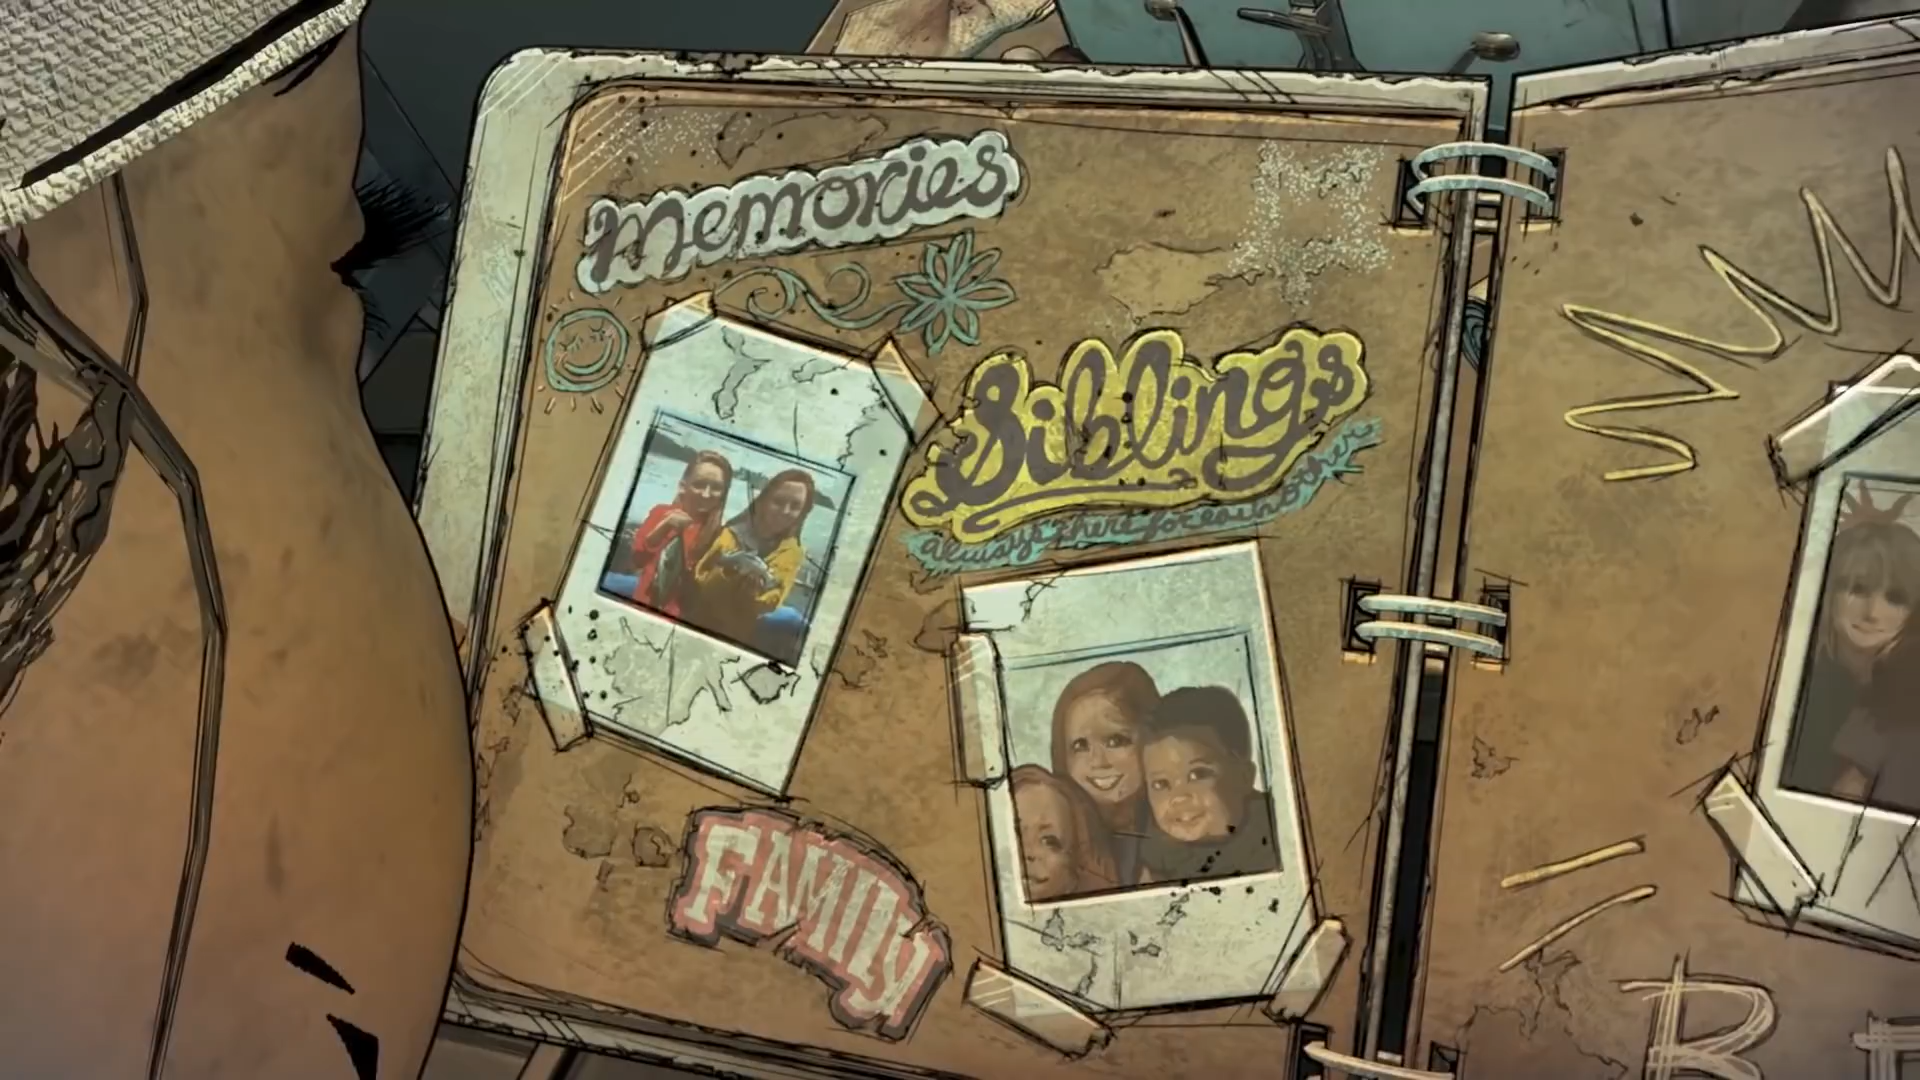 Memories
Siblings
always there for each other
FAMILY
B